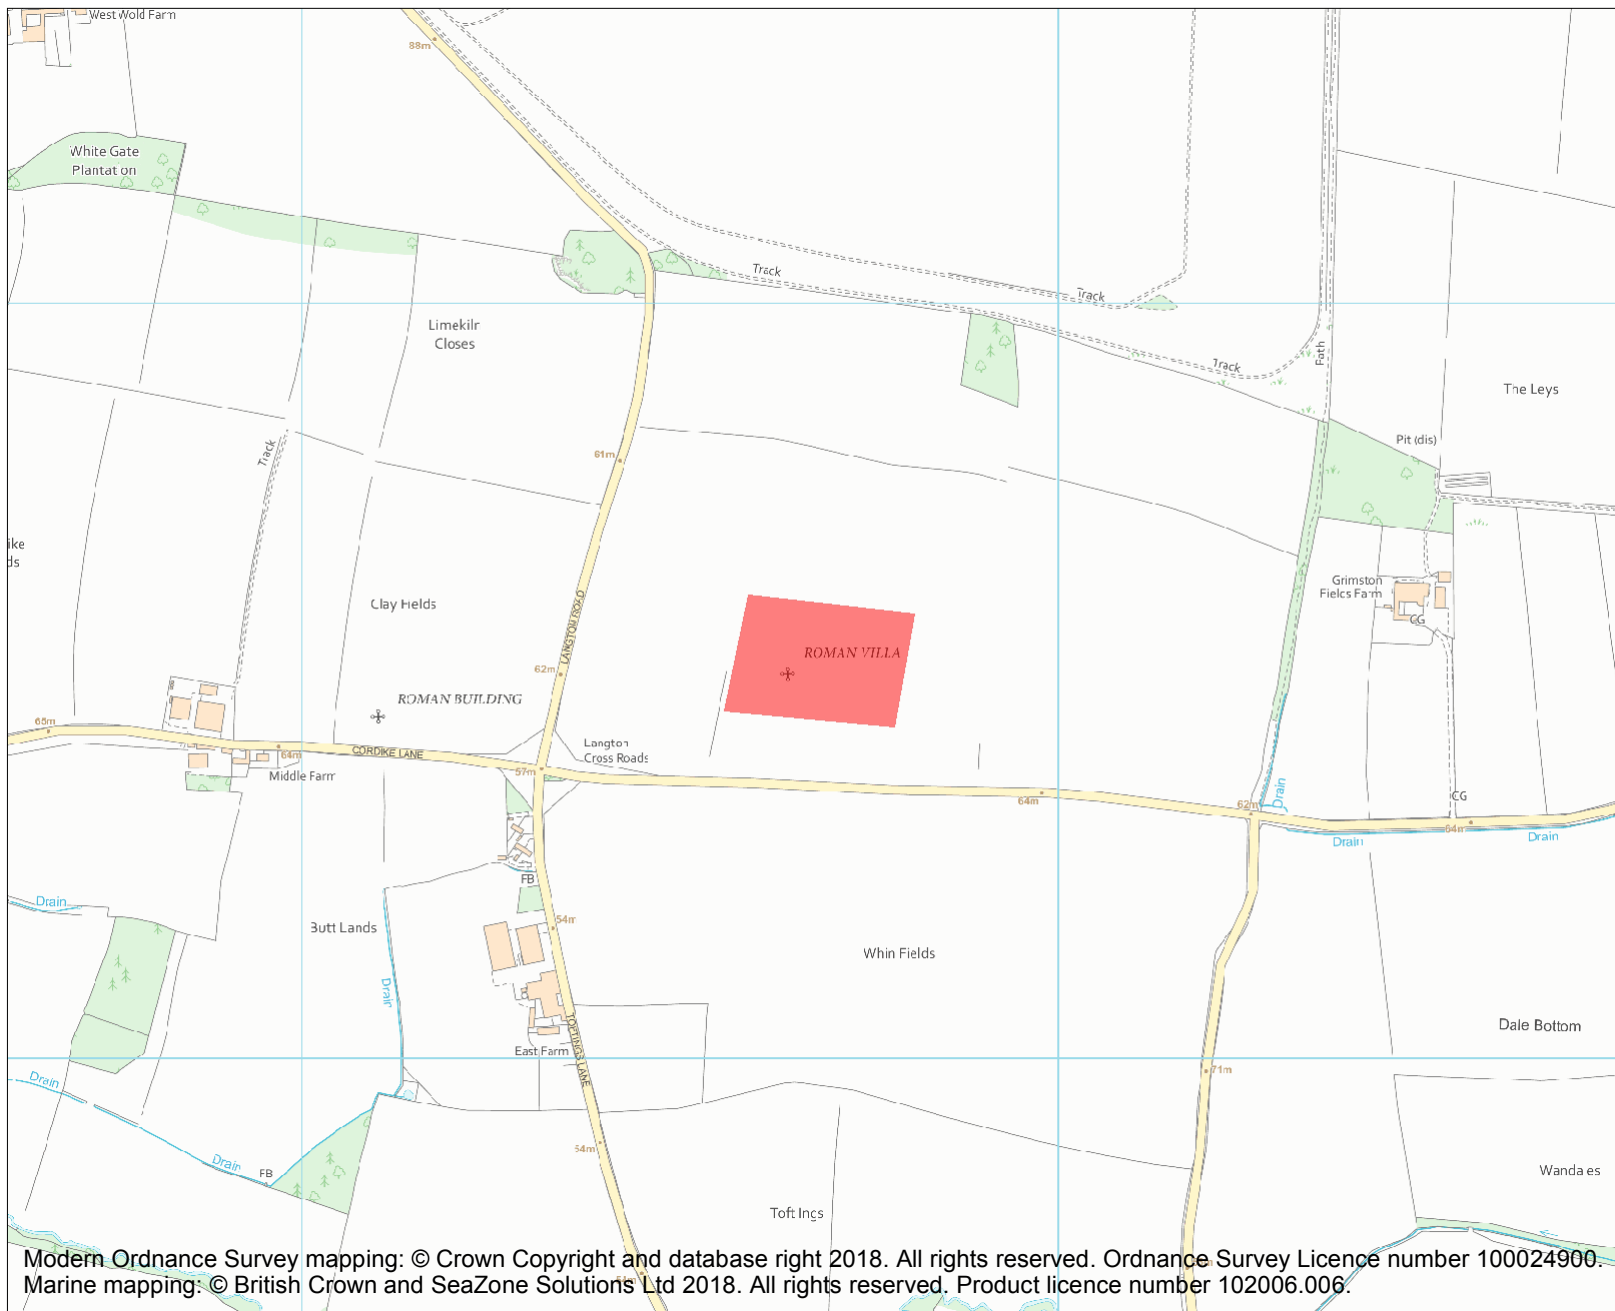 West Wold Farm
88m
White Gate
Plantation
Track
Track
Limekiln
Closes
Track
Path
The Leys
Pit (dis)
Track
81m
ike
ds
Clay Fields
LANGTON ROAD
Grimston
Fields Farm
CG
ROMAN VILLA
62m
ROMAN BUILDING
68m
CORDIKE LANE
64m
Langton
Cross Roads
57m
Middle Farm
64m
62m
Drain
CG
64m
Drain
Drain
FB
Drain
54m
Butt Lands
Whin Fields
Drain
Dale Bottom
TOFTINGS LANE
East Farm
71m
Drain
54m
Drain
FB
Wandales
Toft Ings
Modern Ordnance Survey mapping: © Crown Copyright and database right 2018. All rights reserved. Ordnance Survey Licence number 100024900.
Marine mapping: © British Crown and SeaZone Solutions Ltd 2018. All rights reserved. Product licence number 102006.006.